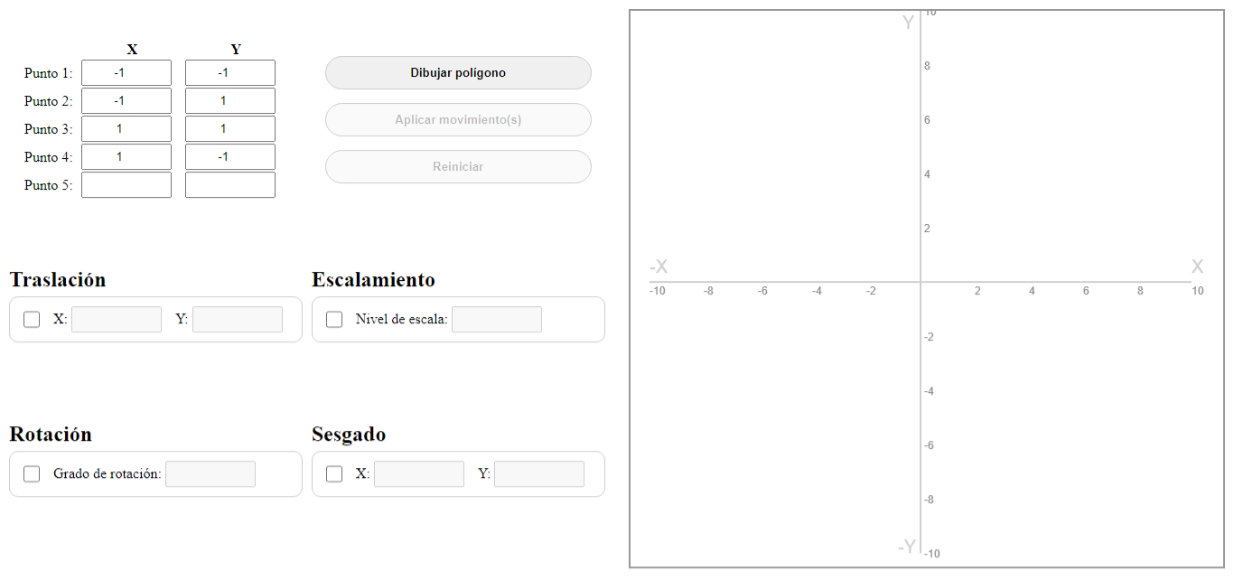 X Y
Punto 1: -1 -1
Punto 2: -1 1
Punto 3: 1 1
Punto 4: 1 -1
Punto 5:
Dibujar polígono
Aplicar movimiento(s)
Reiniciar
Traslación
X: Y:
Escalamiento
Nivel de escala:
Rotación
Grado de rotación:
Sesgado
X: Y:
Y 10
8
6
4
2
-X X
-10 -8 -6 -4 -2 2 4 6 8 10
-2
-4
-6
-8
-Y -10